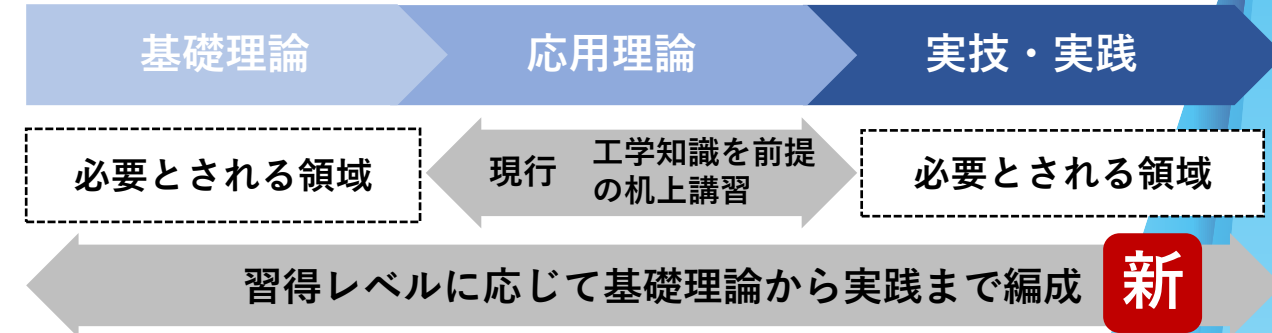 基礎理論
応用理論
実技・実践
必要とされる領域
現行
工学知識を前提
の机上講習
必要とされる領域
習得レベルに応じて基礎理論から実践まで編成
新